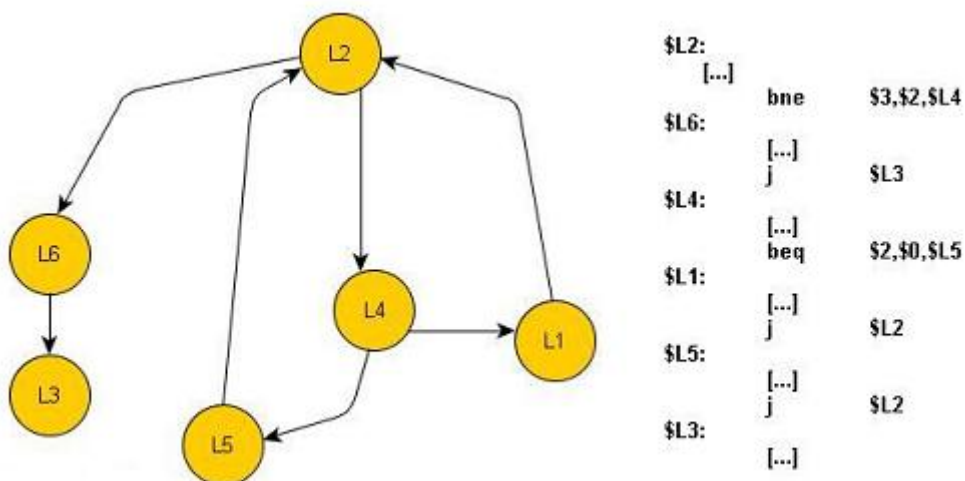 L2
L6
L4
L1
L3
L5
$L2:
[...]
bne $3,$2,$L4
$L6:
[...]
j $L3
$L4:
[...]
beq $2,$0,$L5
$L1:
[...]
j $L2
$L5:
[...]
j $L2
$L3:
[...]